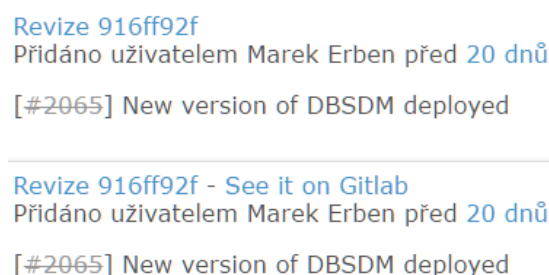 Revize 916ff92f
Přidáno uživatelem Marek Erben před 20 dnů
[#2065] New version of DBSDM deployed
Revize 916ff92f - See it on Gitlab
Přidáno uživatelem Marek Erben před 20 dnů
[#2065] New version of DBSDM deployed